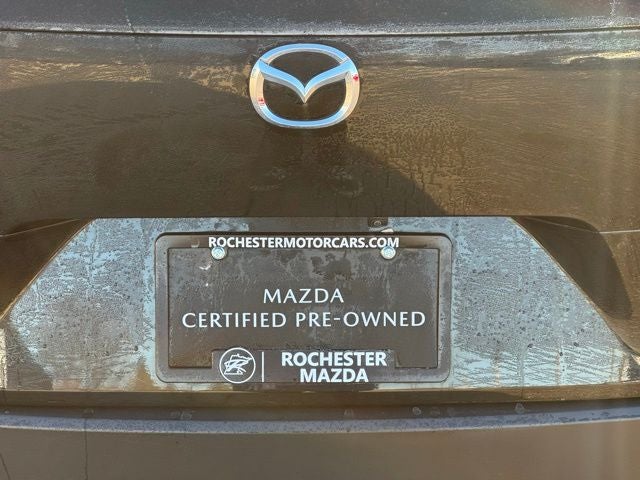 ROCHESTERMOTORCARS.COM
MAZDA
CERTIFIED PRE-OWNED
ROCHESTER
MAZDA